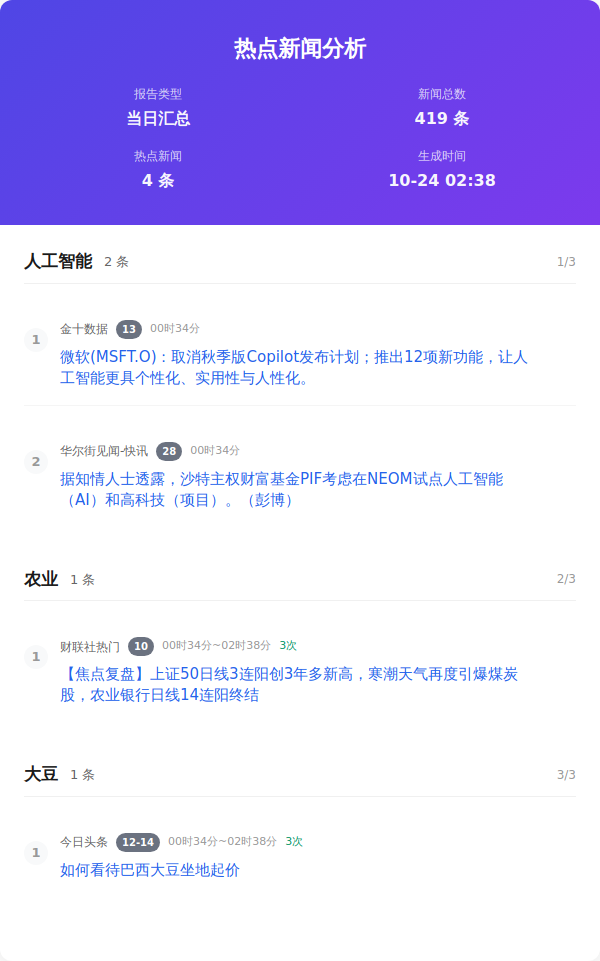 热点新闻分析
报告类型
新闻总数
当日汇总
419 条
热点新闻
生成时间
4 条
10-24 02:38
人工智能 2 条 1/3
1 金十数据 13 00时34分
微软(MSFT.O)：取消秋季版Copilot发布计划；推出12项新功能，让人
工智能更具个性化、实用性与人性化。
2 华尔街见闻-快讯 28 00时34分
据知情人士透露，沙特主权财富基金PIF考虑在NEOM试点人工智能
（AI）和高科技（项目）。（彭博）
农业 1 条 2/3
1 财联社热门 10 00时34分~02时38分 3次
【焦点复盘】上证50日线3连阳创3年多新高，寒潮天气再度引爆煤炭
股，农业银行日线14连阳终结
大豆 1 条 3/3
1 今日头条 12-14 00时34分~02时38分 3次
如何看待巴西大豆坐地起价